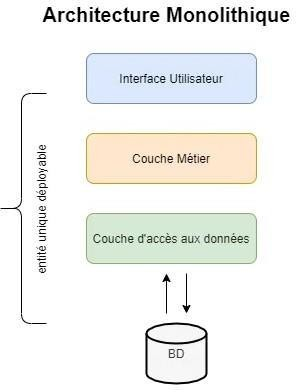 Architecture Monolithique
Interface Utilisateur
Couche Métier
Couche d'accès aux données
entité unique déployable
BD